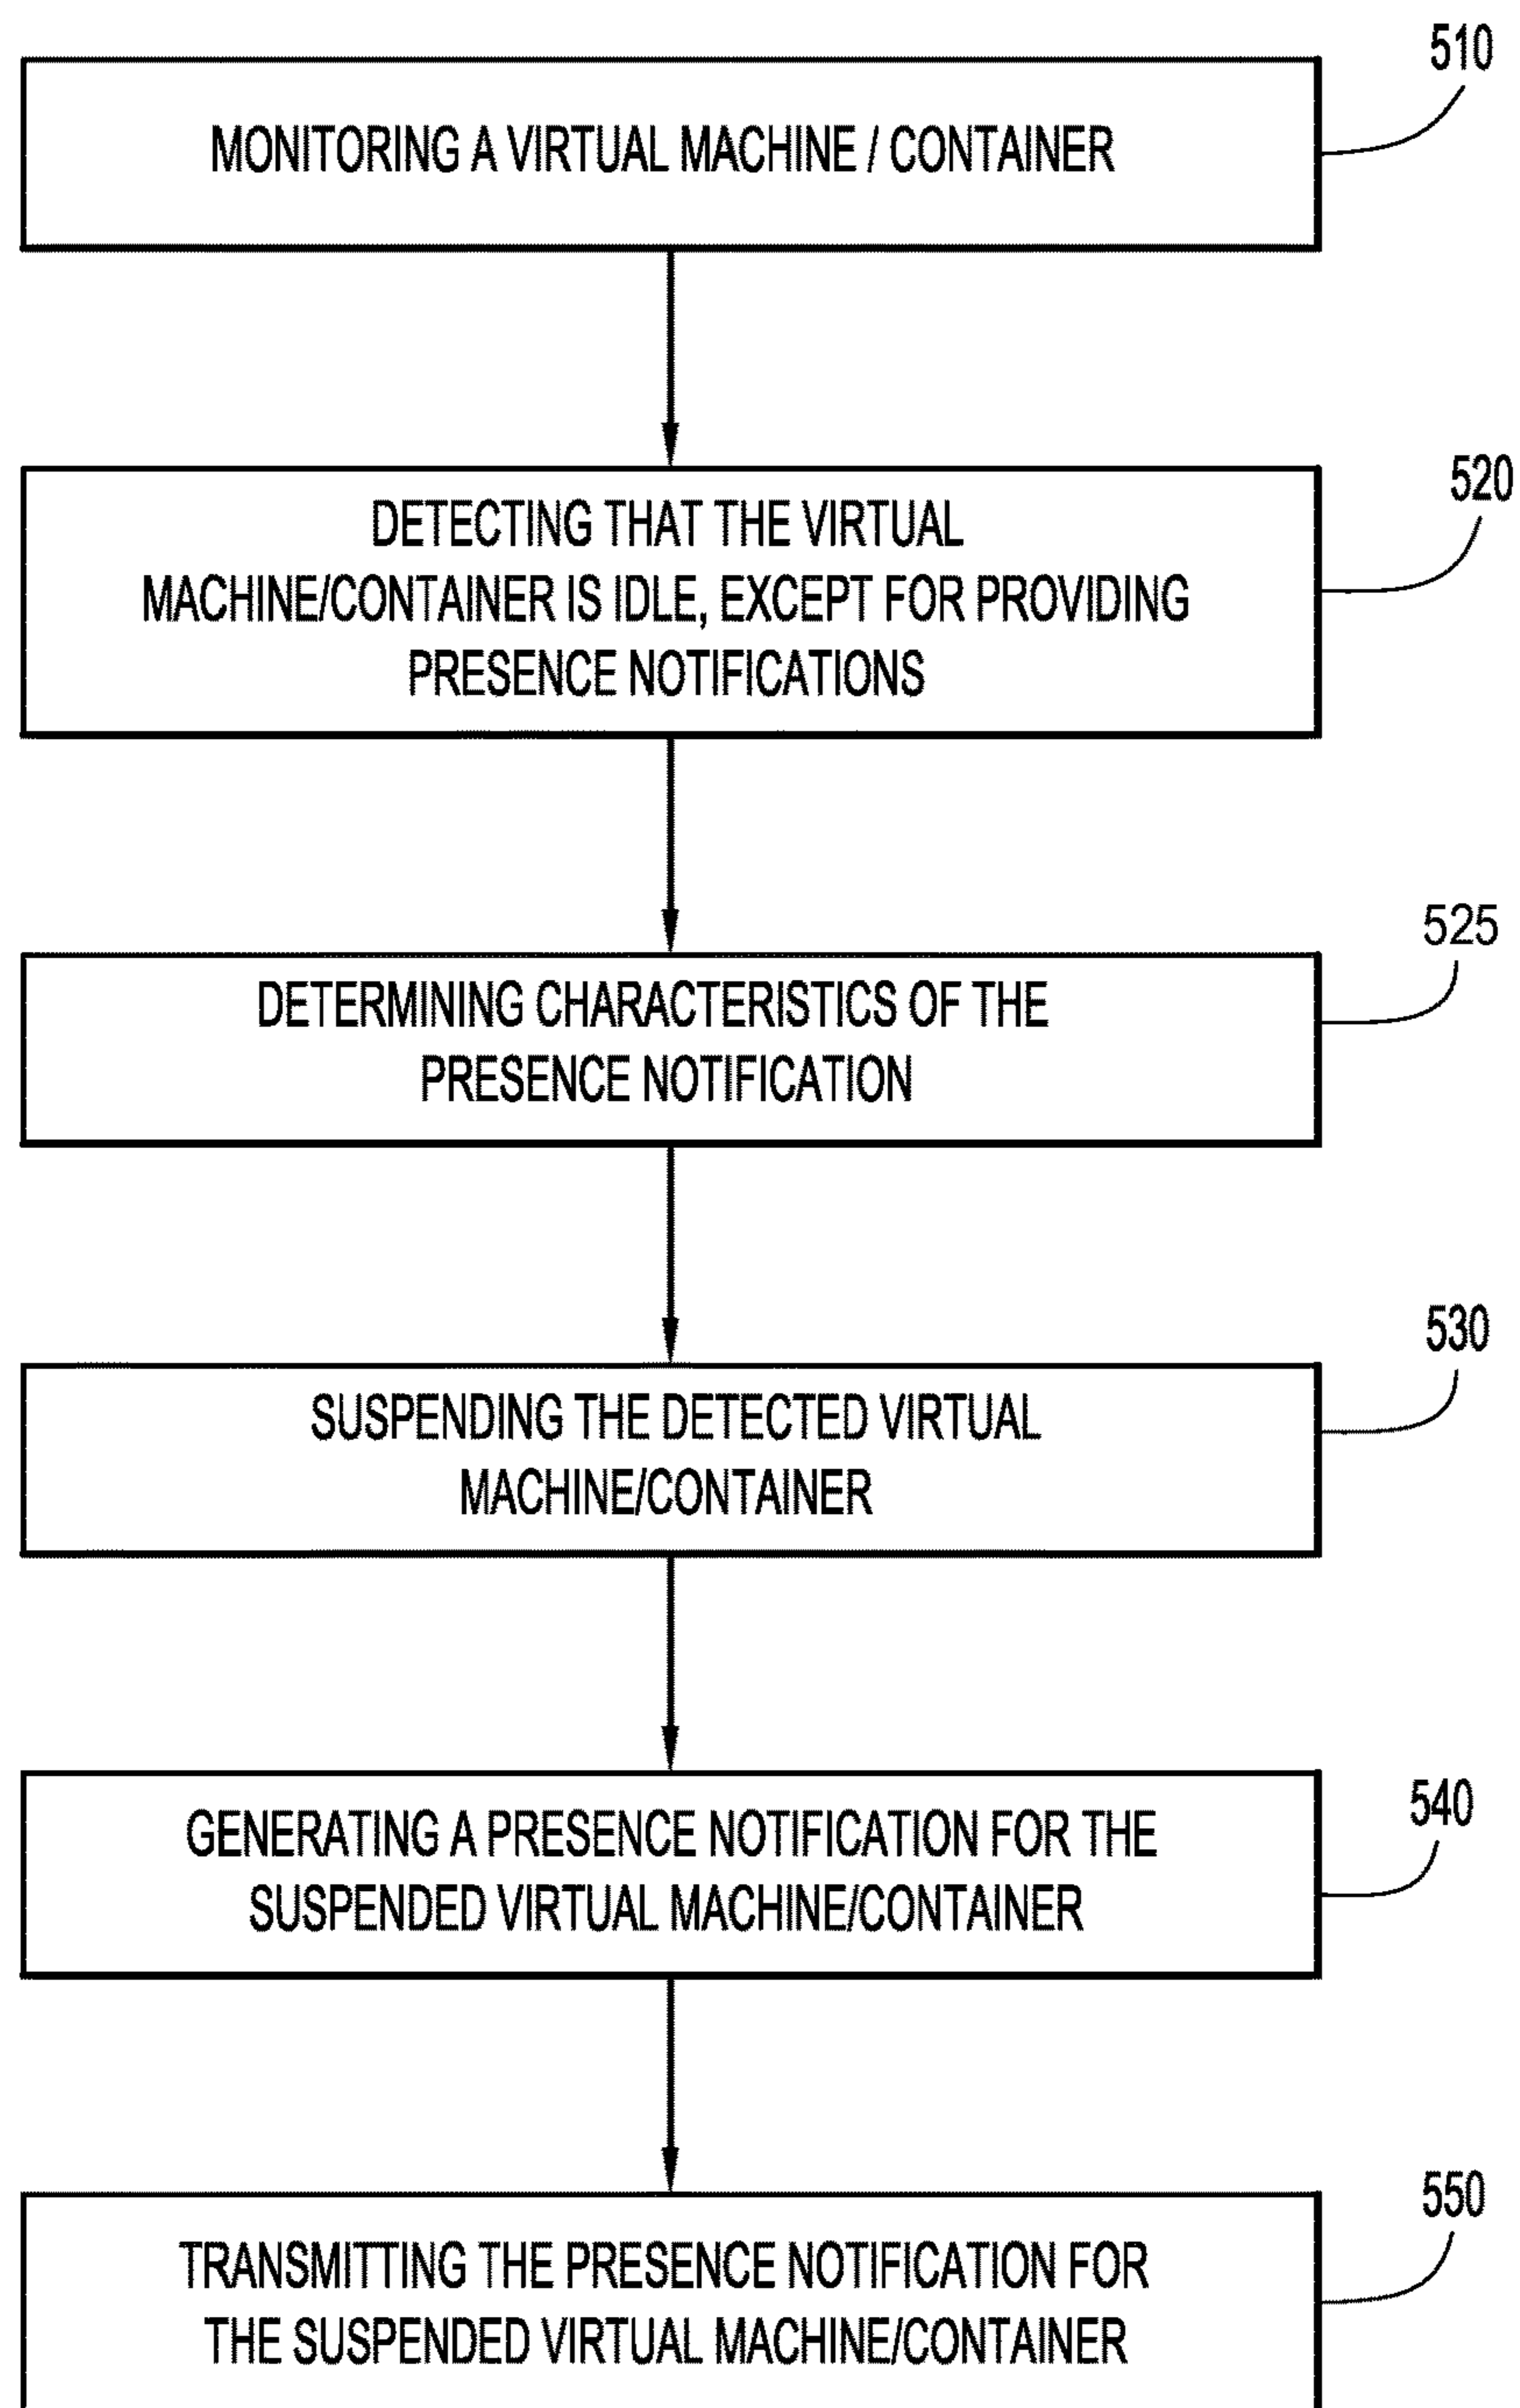 510
MONITORING A VIRTUAL MACHINE / CONTAINER
520
DETECTING THAT THE VIRTUAL
MACHINE/CONTAINER IS IDLE, EXCEPT FOR PROVIDING
PRESENCE NOTIFICATIONS
525
DETERMINING CHARACTERISTICS OF THE
PRESENCE NOTIFICATION
530
SUSPENDING THE DETECTED VIRTUAL
MACHINE/CONTAINER
540
GENERATING A PRESENCE NOTIFICATION FOR THE
SUSPENDED VIRTUAL MACHINE/CONTAINER
550
TRANSMITTING THE PRESENCE NOTIFICATION FOR
THE SUSPENDED VIRTUAL MACHINE/CONTAINER